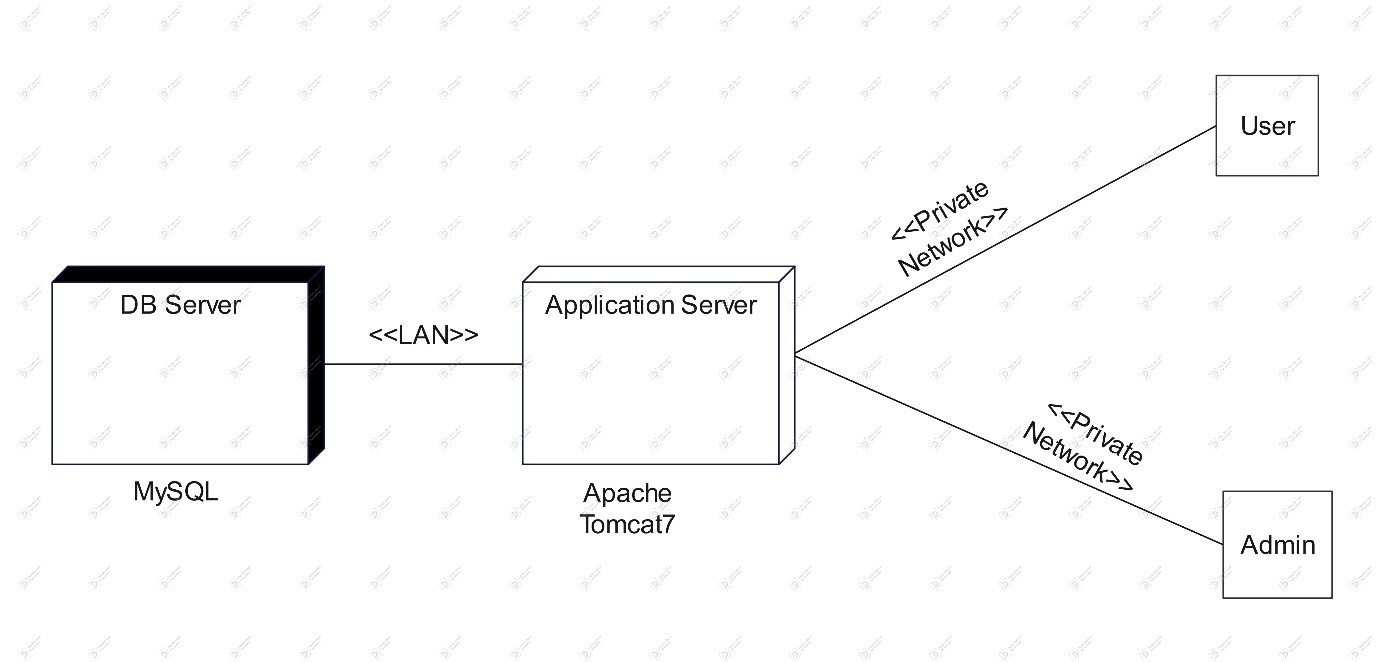 DB Server
MySQL
<<LAN>>
Application Server
Apache
Tomcat7
<<Private
Network>>
User
<<Private
Network>>
Admin